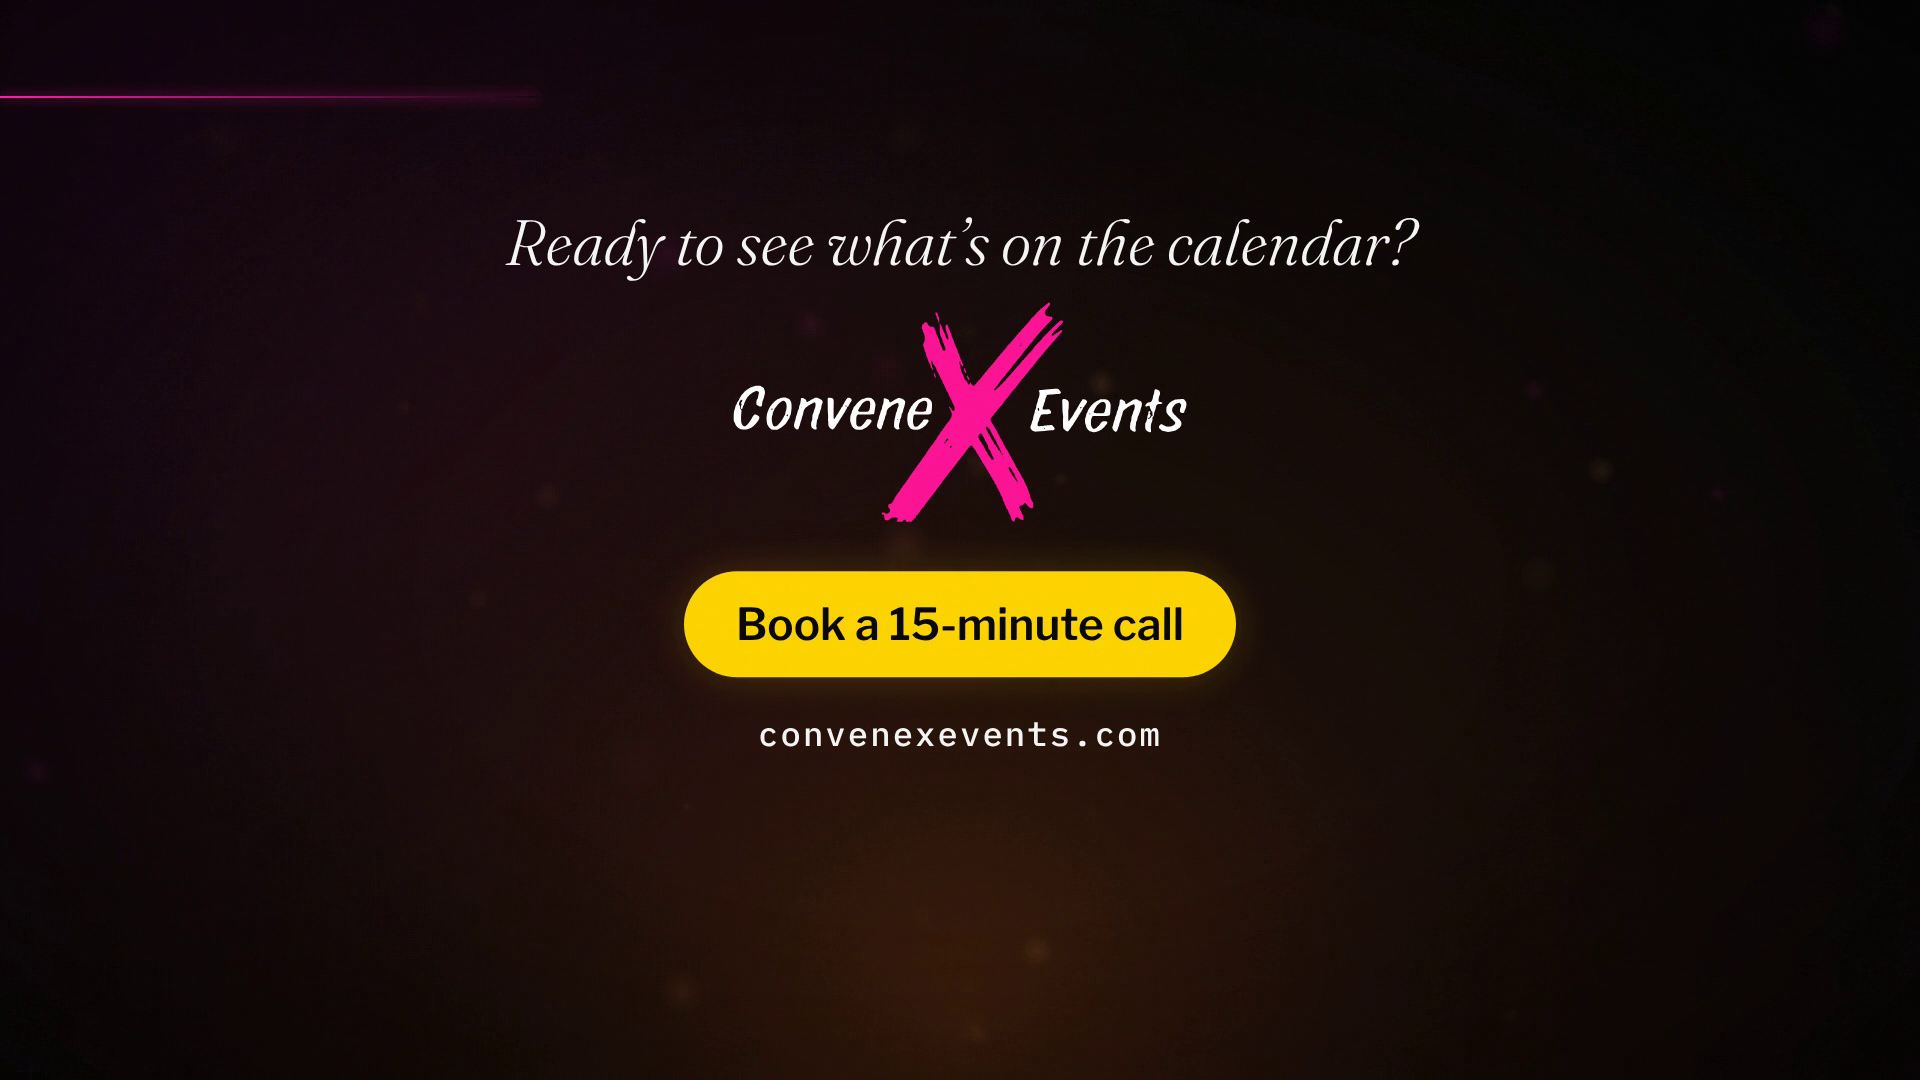 Ready to see what’s on the calendar?
Convene X Events
Book a 15-minute call
convenexevents.com